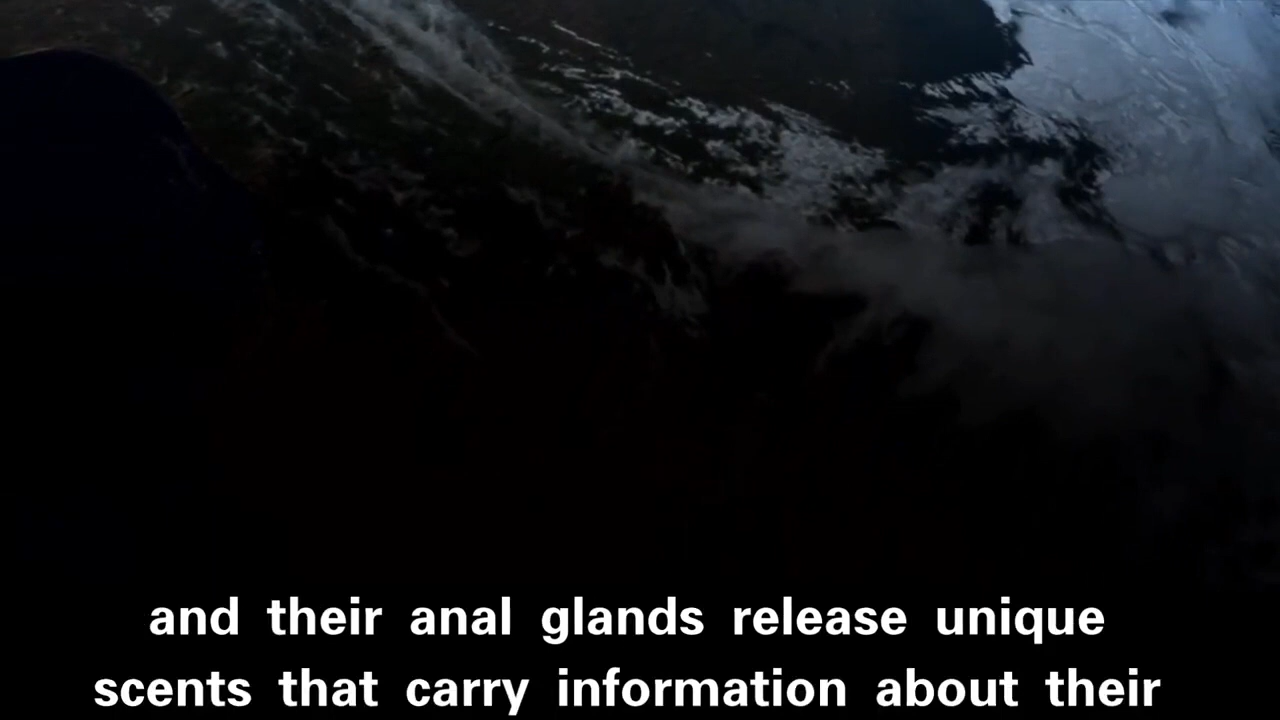 and their anal glands release unique
scents that carry information about their